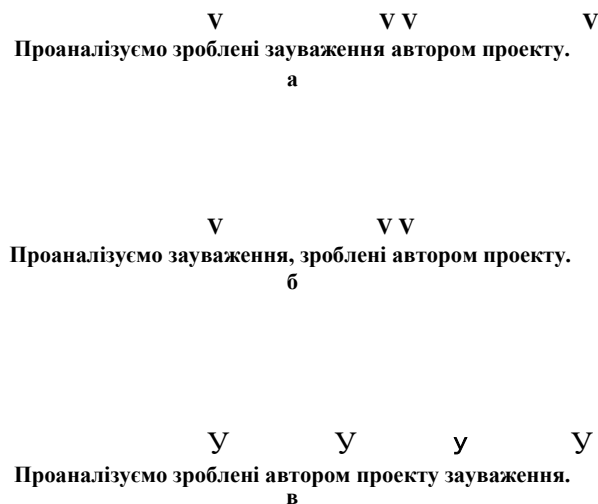 V V V V
Проаналізуємо зроблені зауваження автором проекту.
а
V V V
Проаналізуємо зауваження, зроблені автором проекту.
б
У У У У
Проаналізуємо зроблені автором проекту зауваження.
в